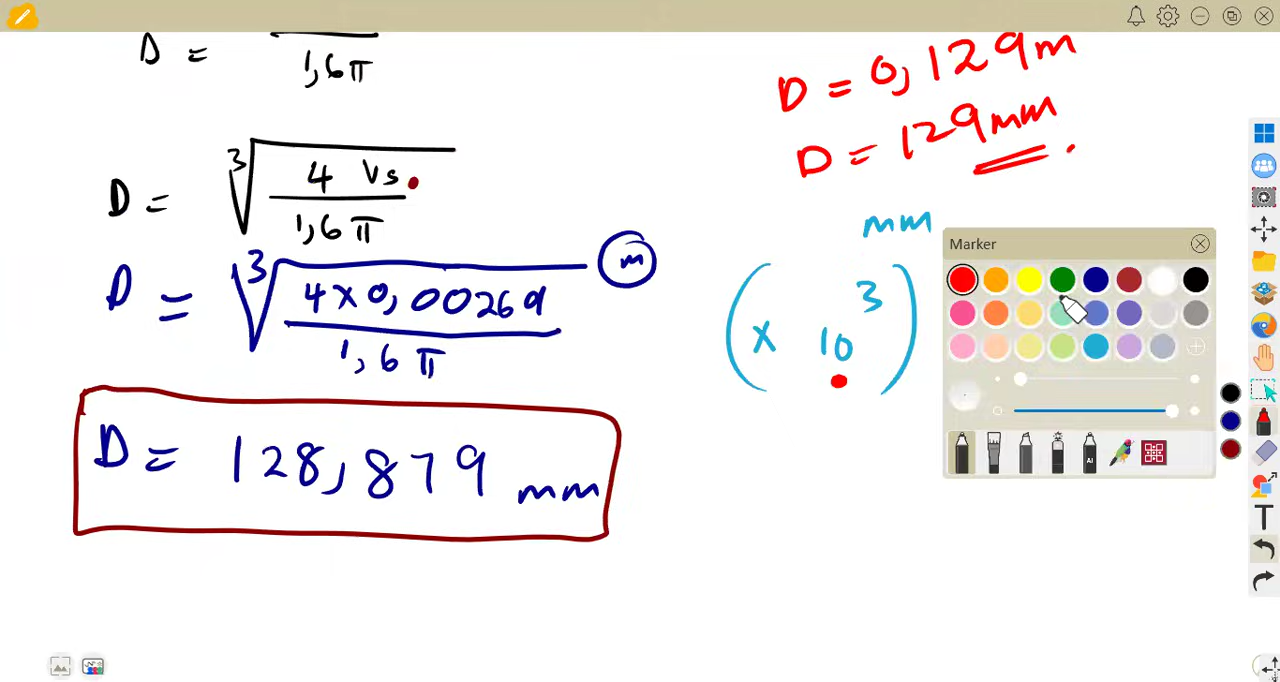 D =
1,6π
D = ∛(4 Vs / 1,6π)
D = ∛(4 x 0,00269 / 1,6π) m
D = 128,879 mm
D = 0,129m
D = 129mm
mm
(x 10³)
Marker
AI
T